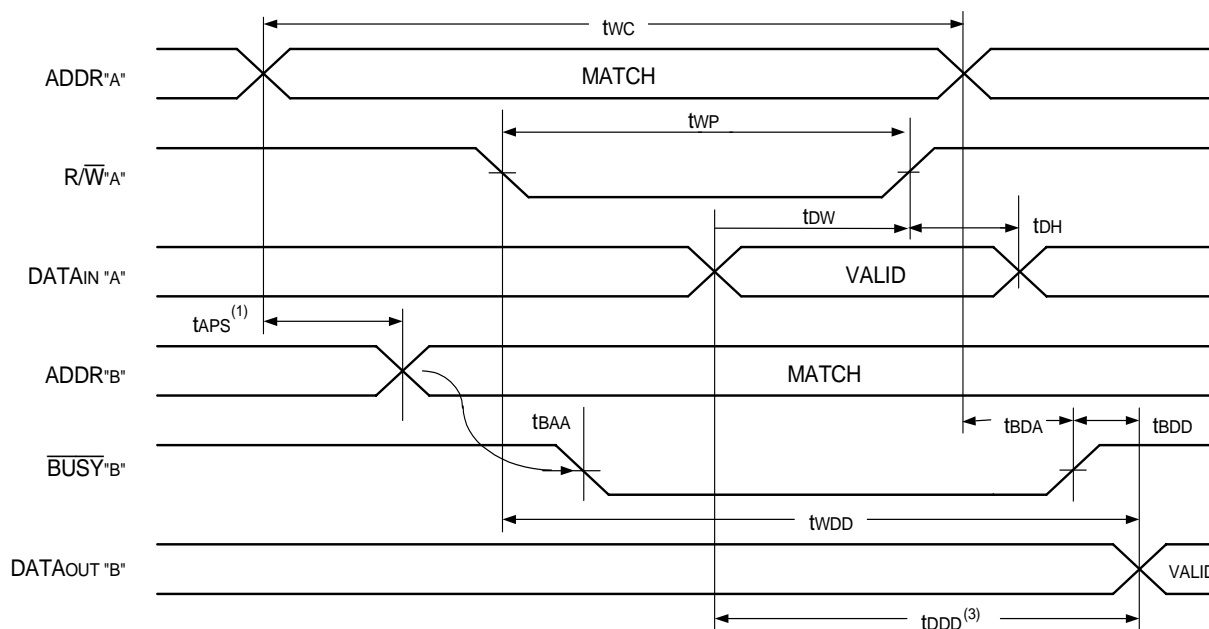 tWC
ADDR"A" MATCH
tWP
R/W̅"A"
tDW tDH
DATAIN "A" VALID
tAPS(1)
ADDR"B" MATCH
tBAA tBDA tBDD
B̅U̅S̅Y̅"B"
tWDD
DATAOUT "B" VALID
tDDD(3)